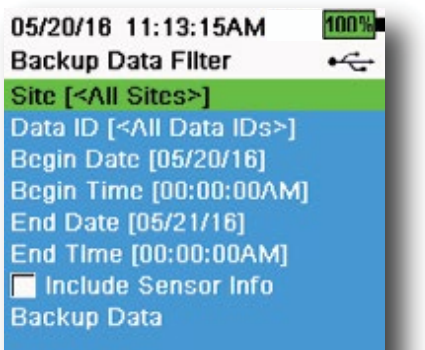 05/20/16 11:13:15AM 100%
Backup Data Filter
Site [<All Sites>]
Data ID [<All Data IDs>]
Begin Date [05/20/16]
Begin Time [00:00:00AM]
End Date [05/21/16]
End Time [00:00:00AM]
Include Sensor Info
Backup Data